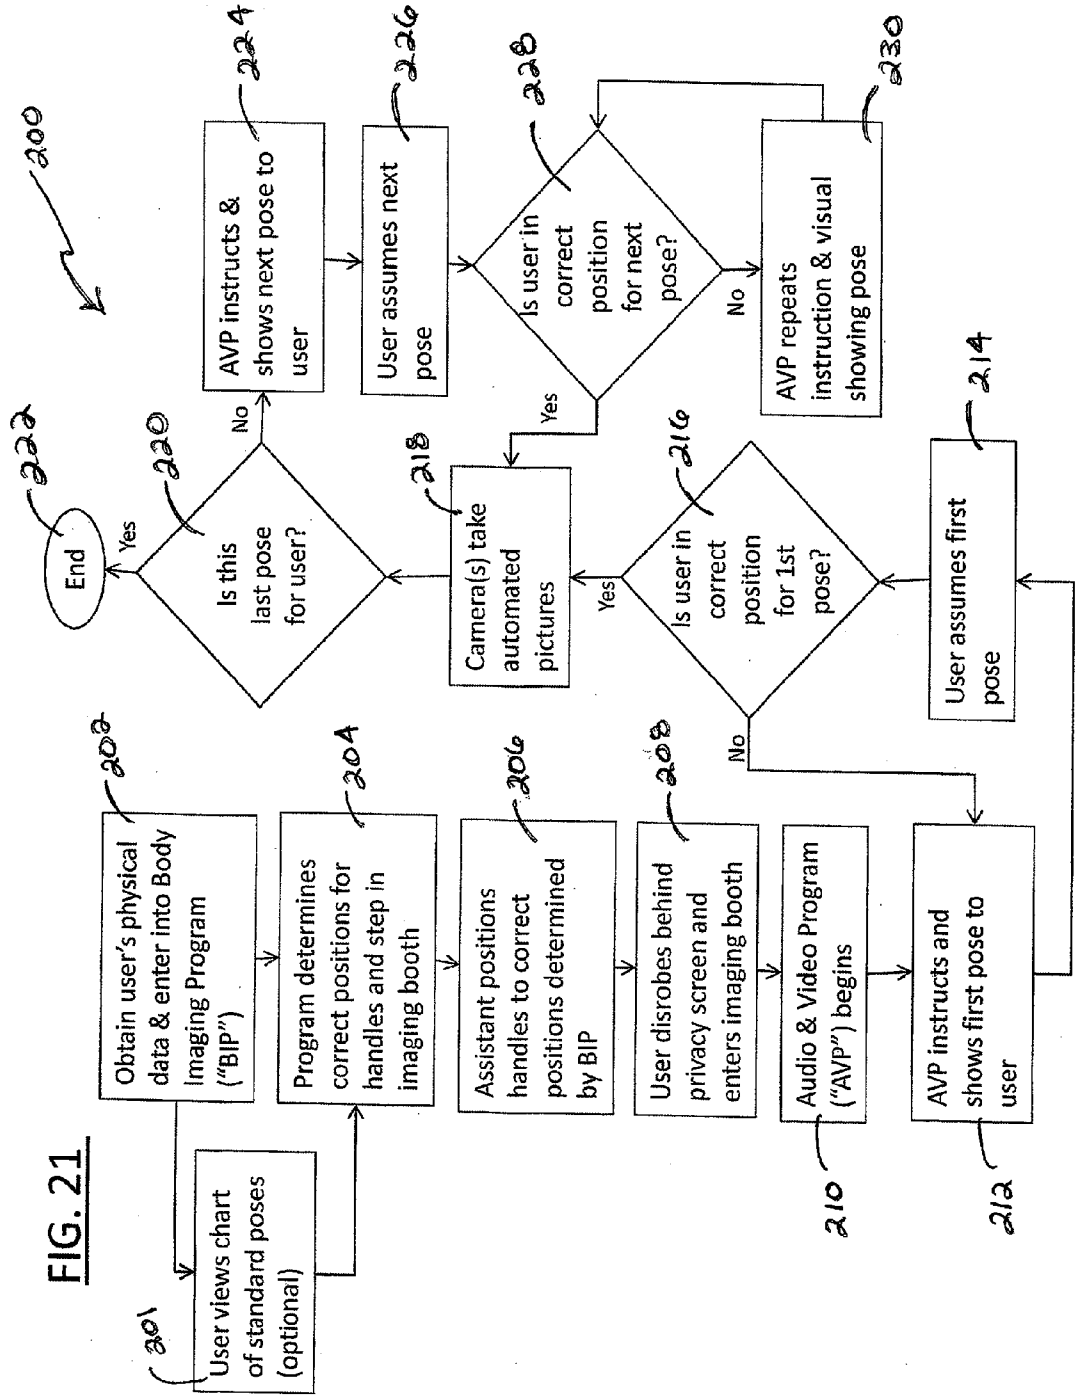 FIG. 21
200
201
User views chart
of standard poses
(optional)
202
Obtain user's physical
data & enter into Body
Imaging Program
("BIP")
204
Program determines
correct positions for
handles and step in
imaging booth
206
Assistant positions
handles to correct
positions determined
by BIP
208
User disrobes behind
privacy screen and
enters imaging booth
210
Audio & Video Program
("AVP") begins
212
AVP instructs and
shows first pose to
user
214
User assumes first
pose
216
Is user in
correct
position
for 1st
pose?
No
Yes
218
Camera(s) take
automated
pictures
220
Is this
last pose
for user?
Yes
222
End
No
224
AVP instructs &
shows next pose to
user
226
User assumes next
pose
228
Is user in
correct
position
for next
pose?
Yes
No
230
AVP repeats
instruction & visual
showing pose